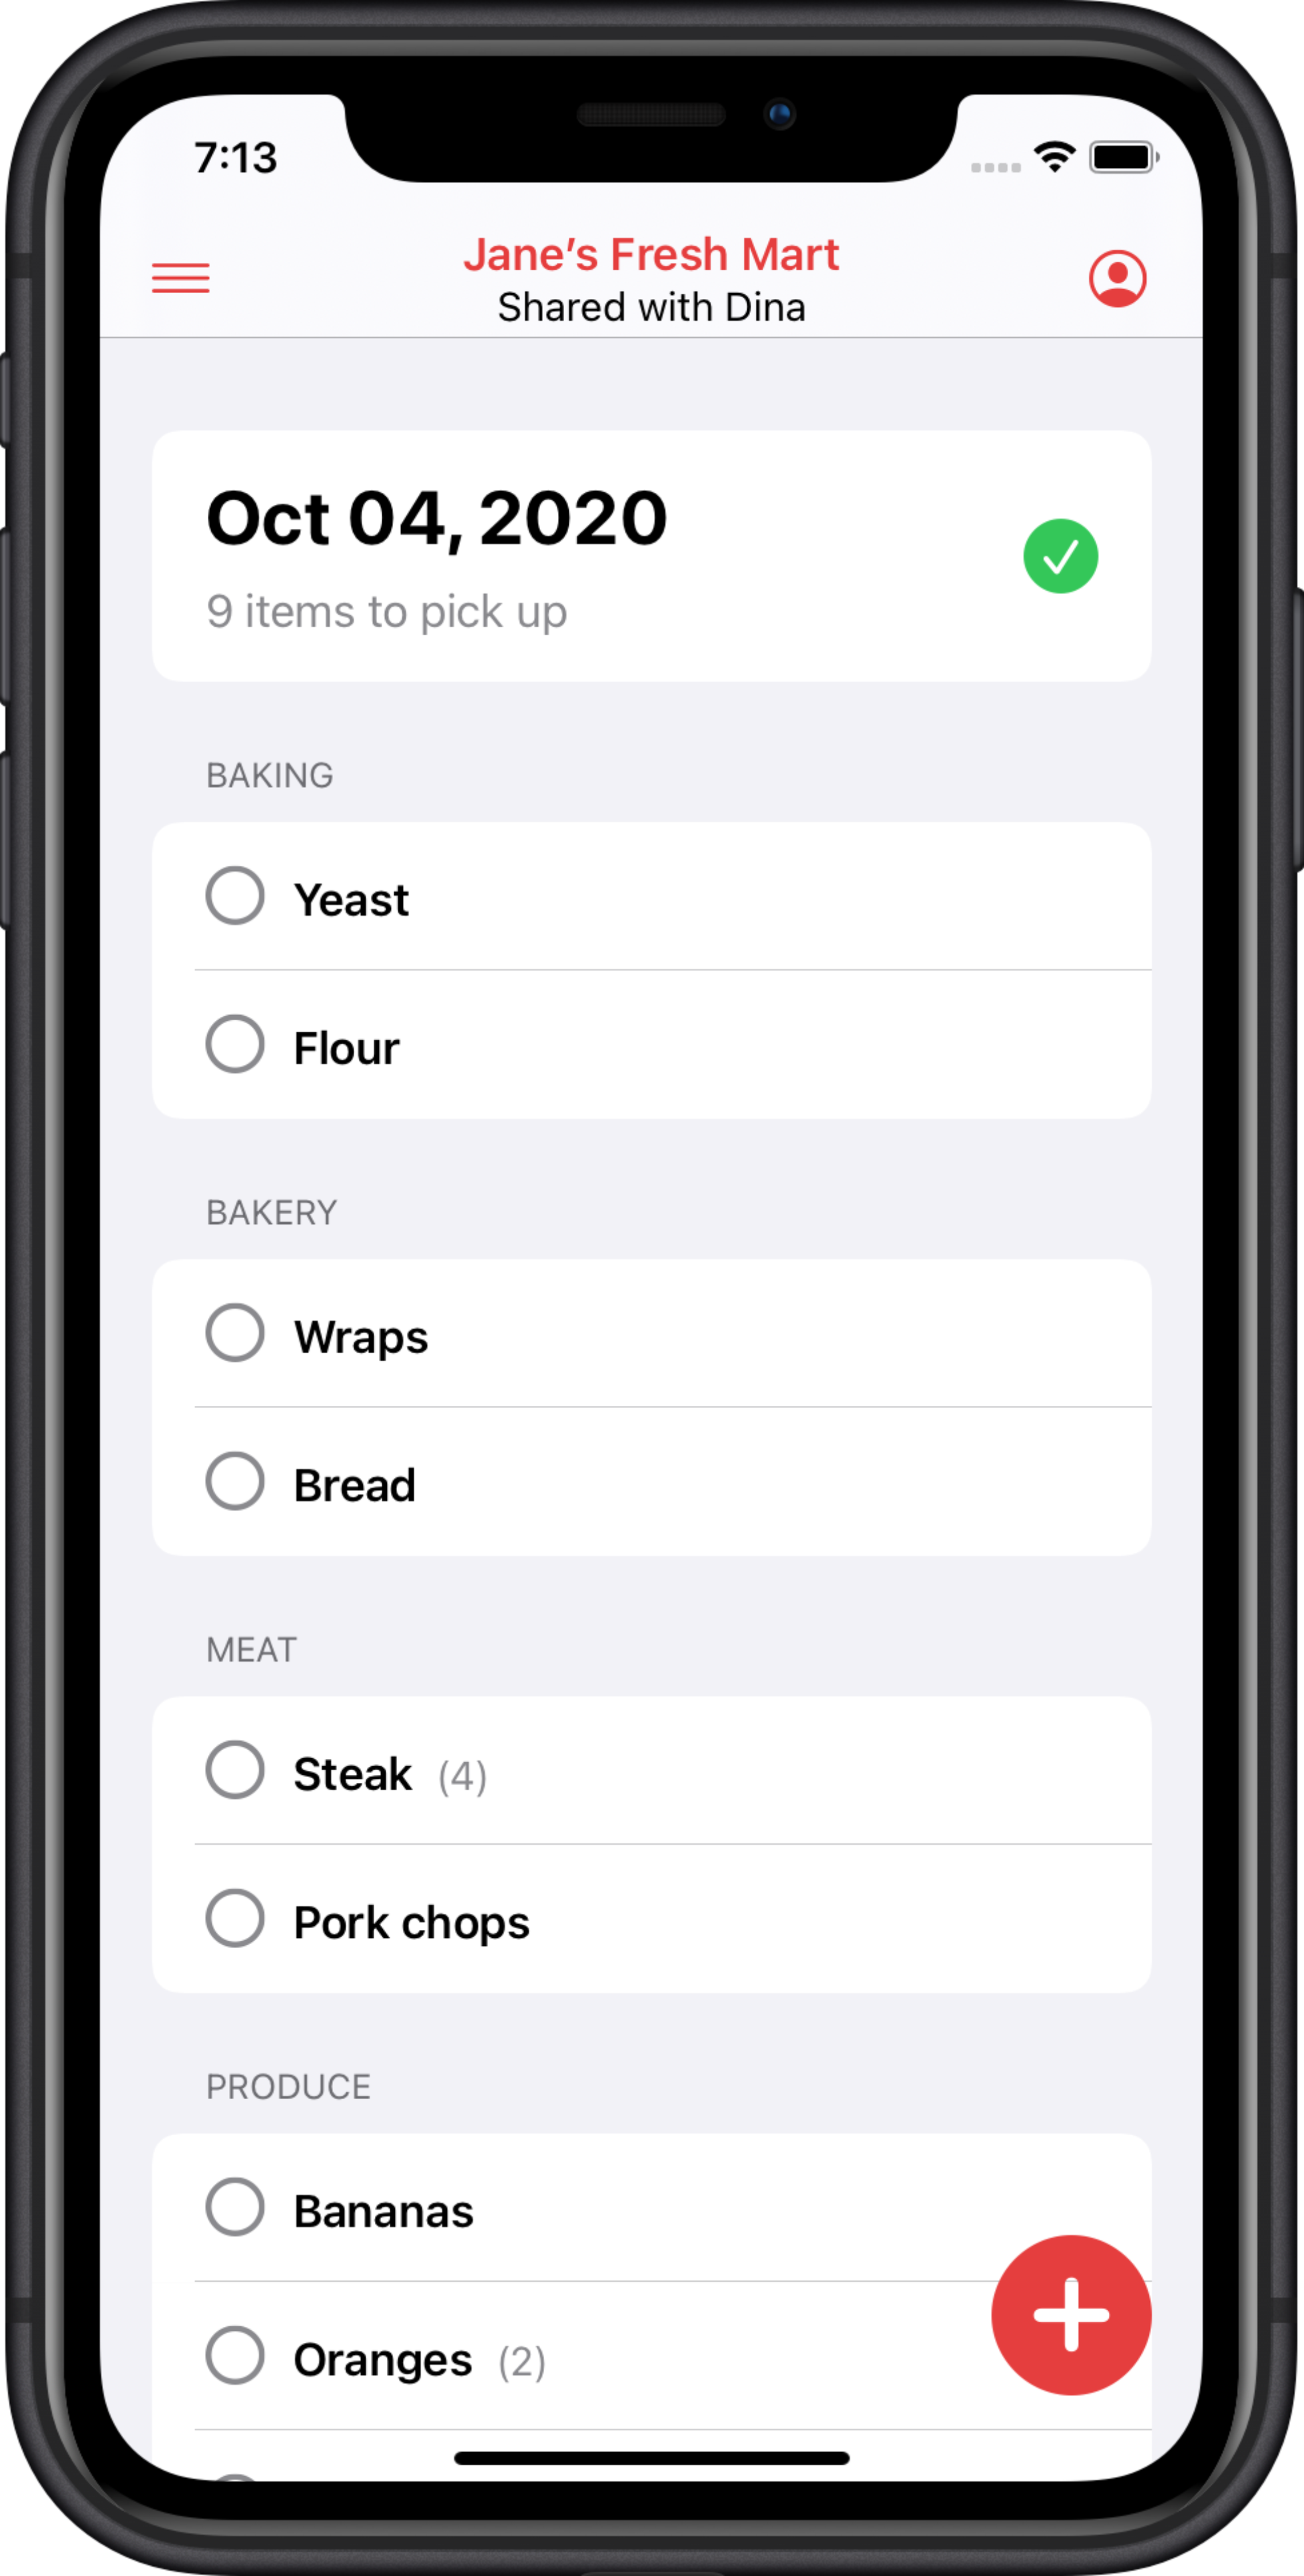 7:13
Jane's Fresh Mart
Shared with Dina
Oct 04, 2020
9 items to pick up
BAKING
Yeast
Flour
BAKERY
Wraps
Bread
MEAT
Steak (4)
Pork chops
PRODUCE
Bananas
Oranges (2)